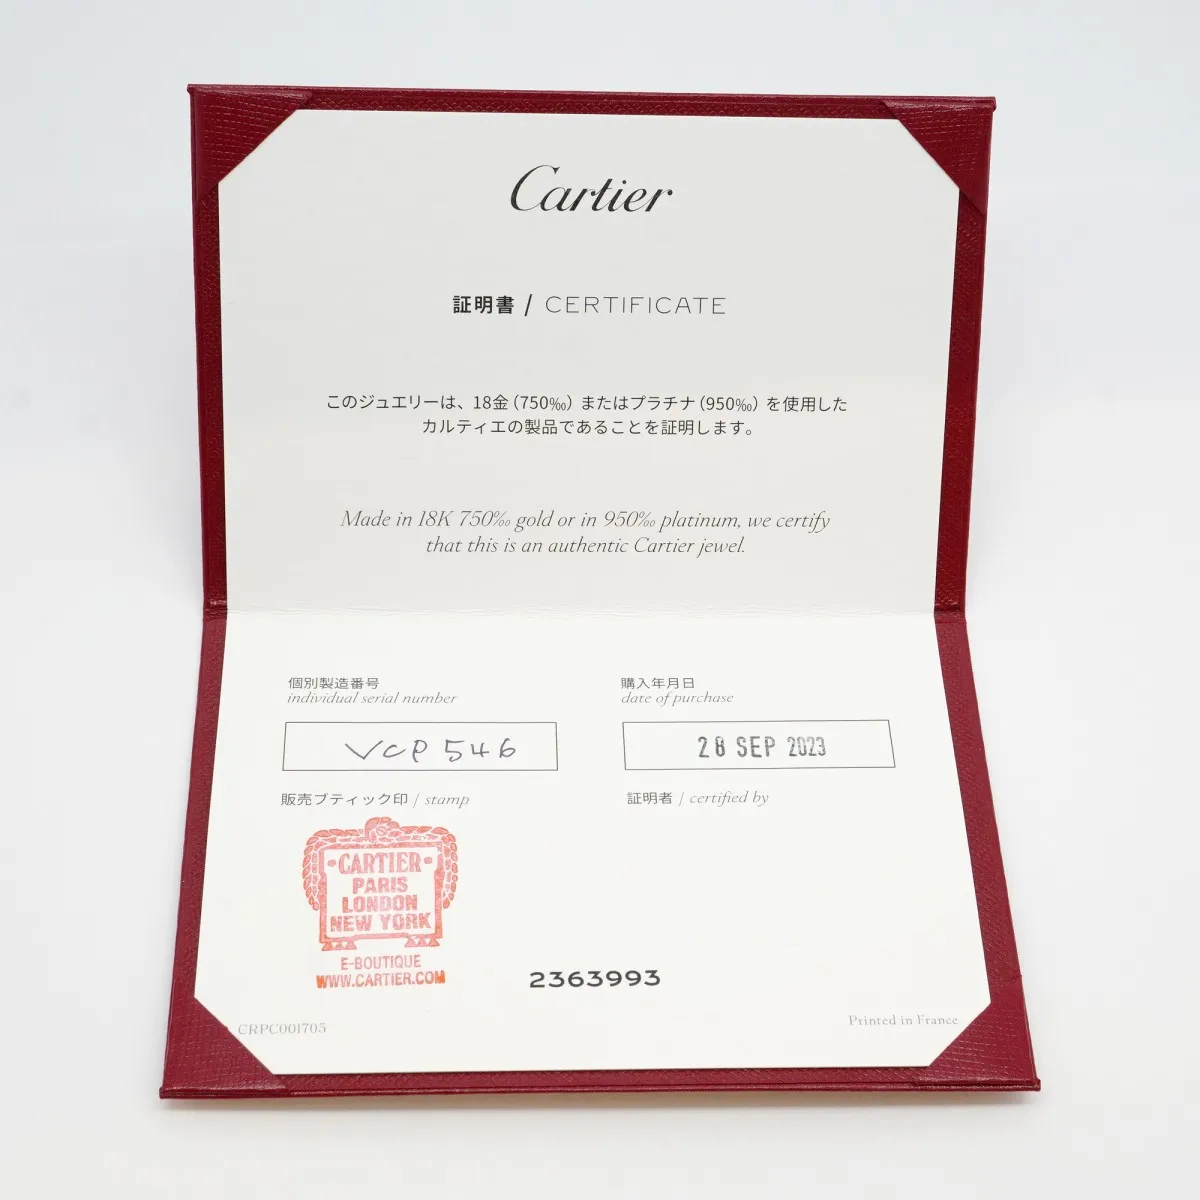 Cartier
証明書 / CERTIFICATE
このジュエリーは、18金(750‰)またはプラチナ(950‰)を使用した
カルティエの製品であることを証明します。
Made in 18K 750‰ gold or in 950‰ platinum, we certify
that this is an authentic Cartier jewel.
個別製造番号
individual serial number
VCP546
購入年月日
date of purchase
28 SEP 2023
販売ブティック印 / stamp
証明者 / certified by
·CARTIER·
PARIS
LONDON
NEW YORK
E-BOUTIQUE
WWW.CARTIER.COM
2363993
CRPC001705
Printed in France